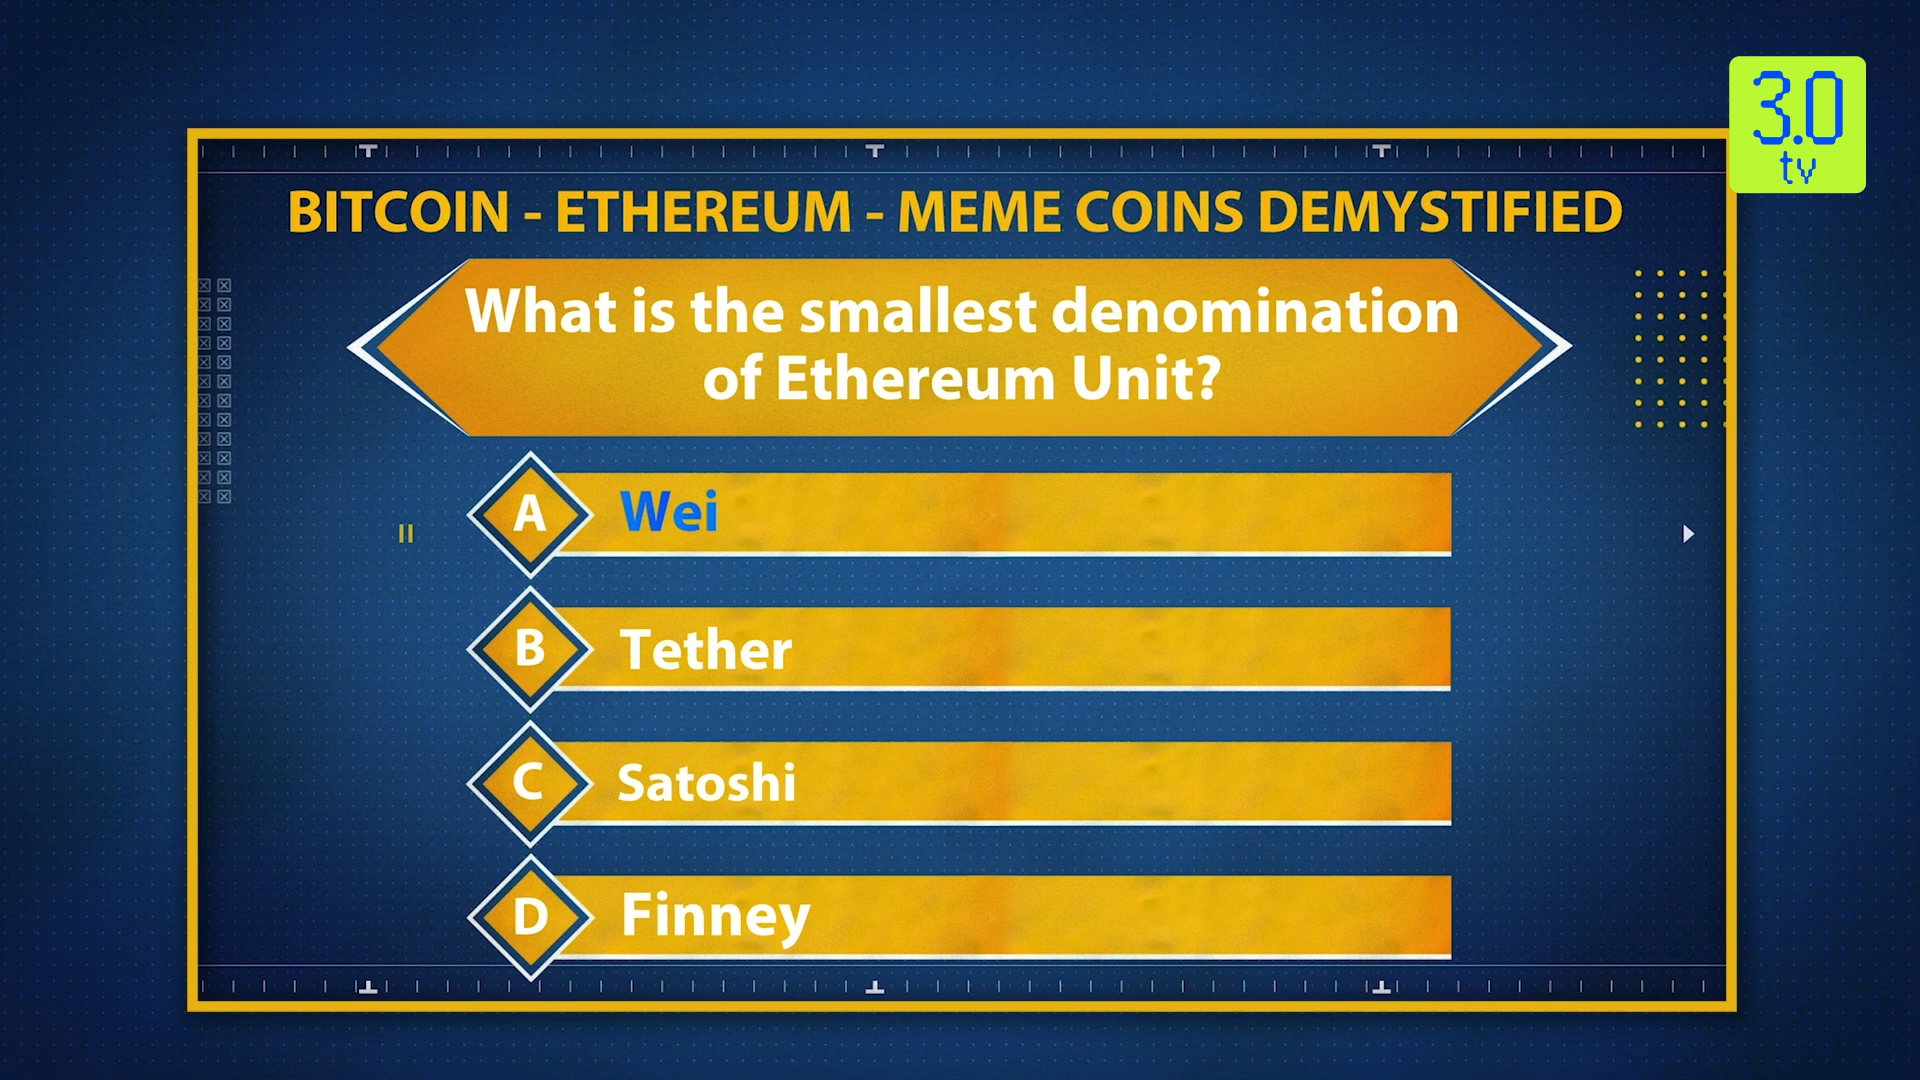 3.0
tv
BITCOIN - ETHEREUM - MEME COINS DEMYSTIFIED
What is the smallest denomination
of Ethereum Unit?
A Wei
B Tether
C Satoshi
D Finney